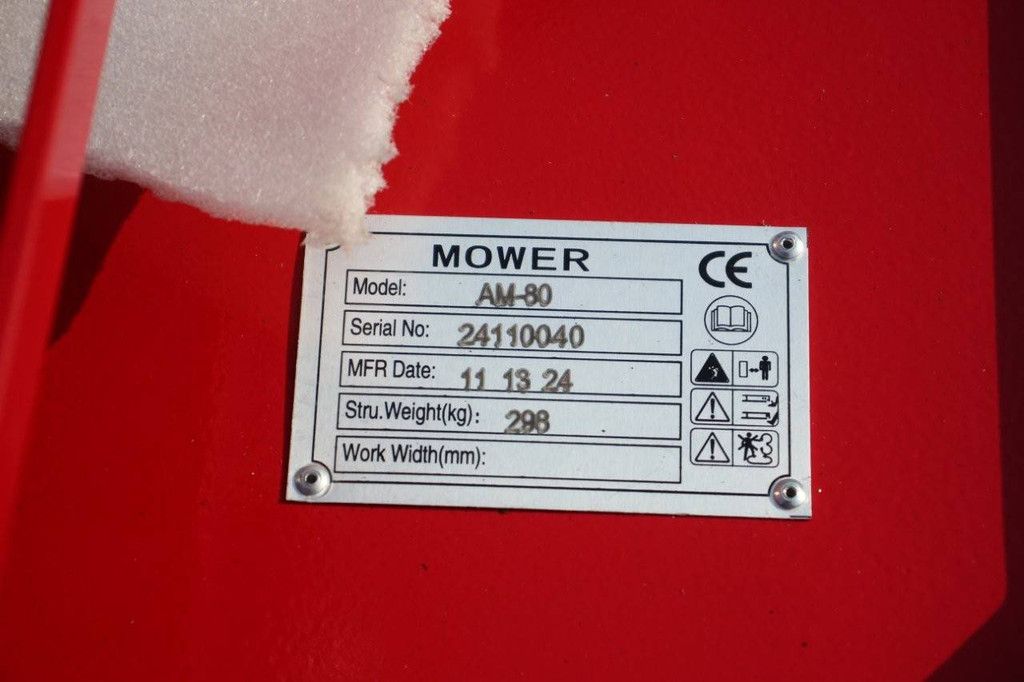 MOWER
CE
Model: AM-80
Serial No: 24110040
MFR Date: 11 13 24
Stru.Weight(kg): 298
Work Width(mm):